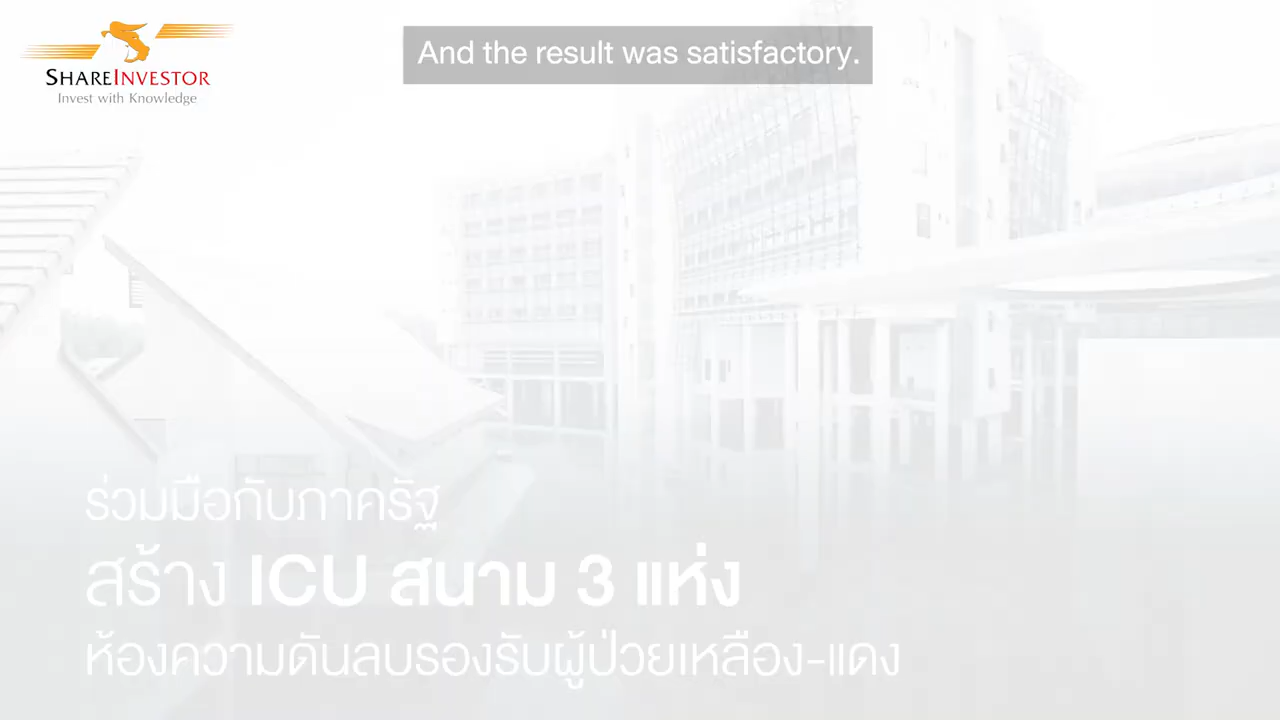 SHAREINVESTOR
Invest with Knowledge
And the result was satisfactory.
ร่วมมือกับภาครัฐ
สร้าง ICU สนาม 3 แห่ง
ห้องความดันลบรองรับผู้ป่วยเหลือง-แดง